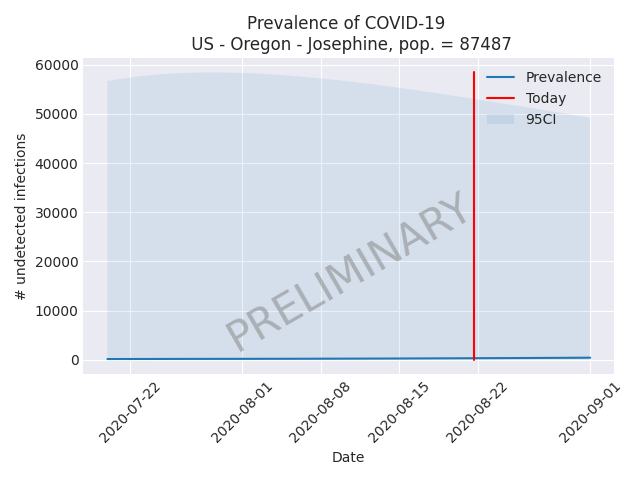 Prevalence of COVID-19
US - Oregon - Josephine, pop. = 87487
60000
50000
40000
30000
20000
10000
0
# undetected infections
Prevalence
Today
95CI
PRELIMINARY
2020-07-22
2020-08-01
2020-08-08
2020-08-15
2020-08-22
2020-09-01
Date